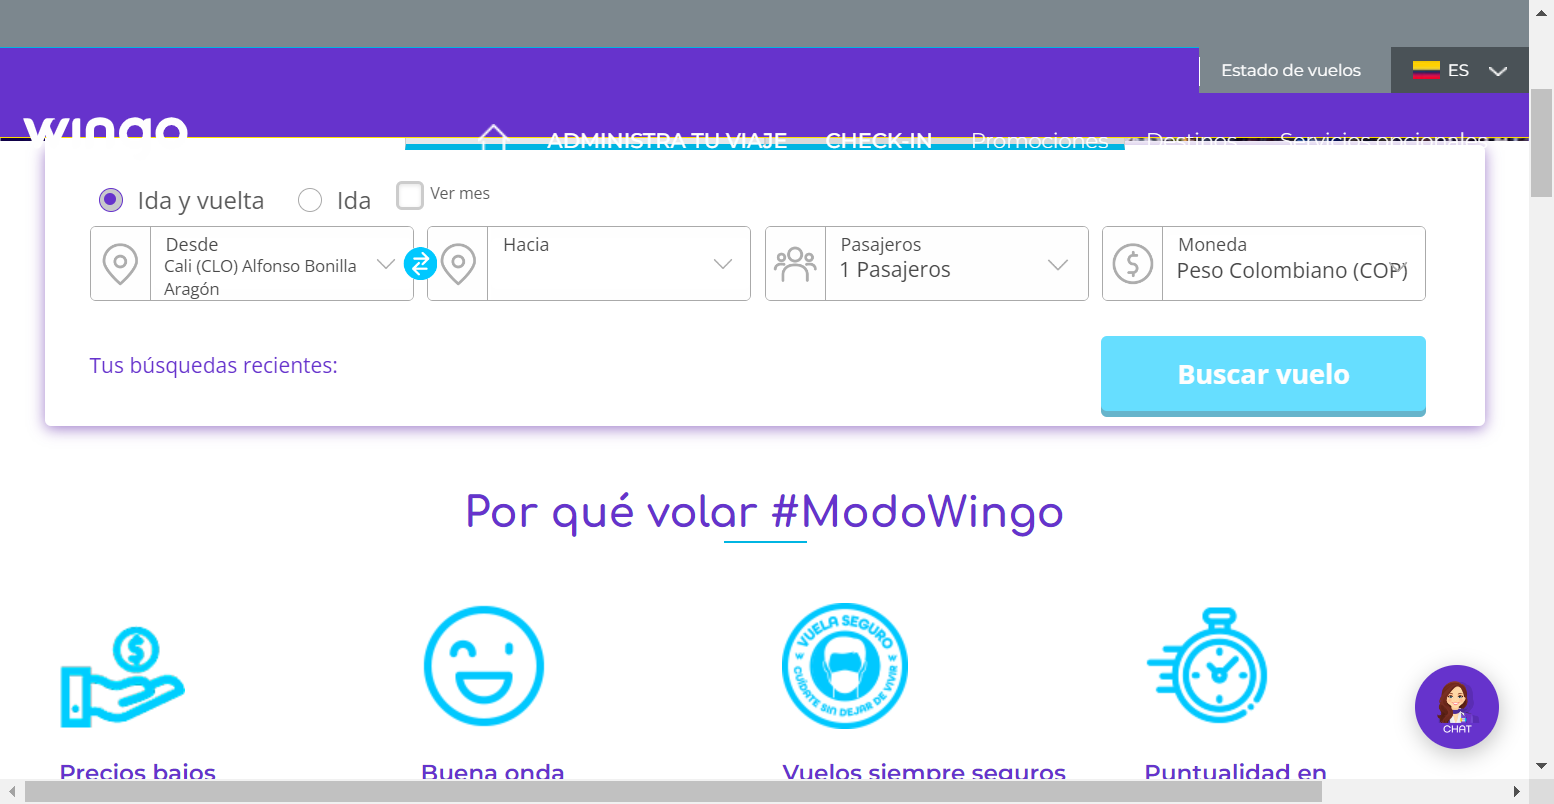 Estado de vuelos
ES
wingo
ADMINISTRA TU VIAJE
CHECK-IN
Promociones
Destinos
Servicios opcionales
Ida y vuelta
Ida
Ver mes
Desde
Cali (CLO) Alfonso Bonilla
Aragón
Hacia
Pasajeros
1 Pasajeros
Moneda
Peso Colombiano (COP)
Tus búsquedas recientes:
Buscar vuelo
Por qué volar #ModoWingo
VUELA SEGURO
CUÍDATE SIN DEJAR DE VIVIR
CHAT
Precios bajos
Buena onda
Vuelos siempre seguros
Puntualidad en